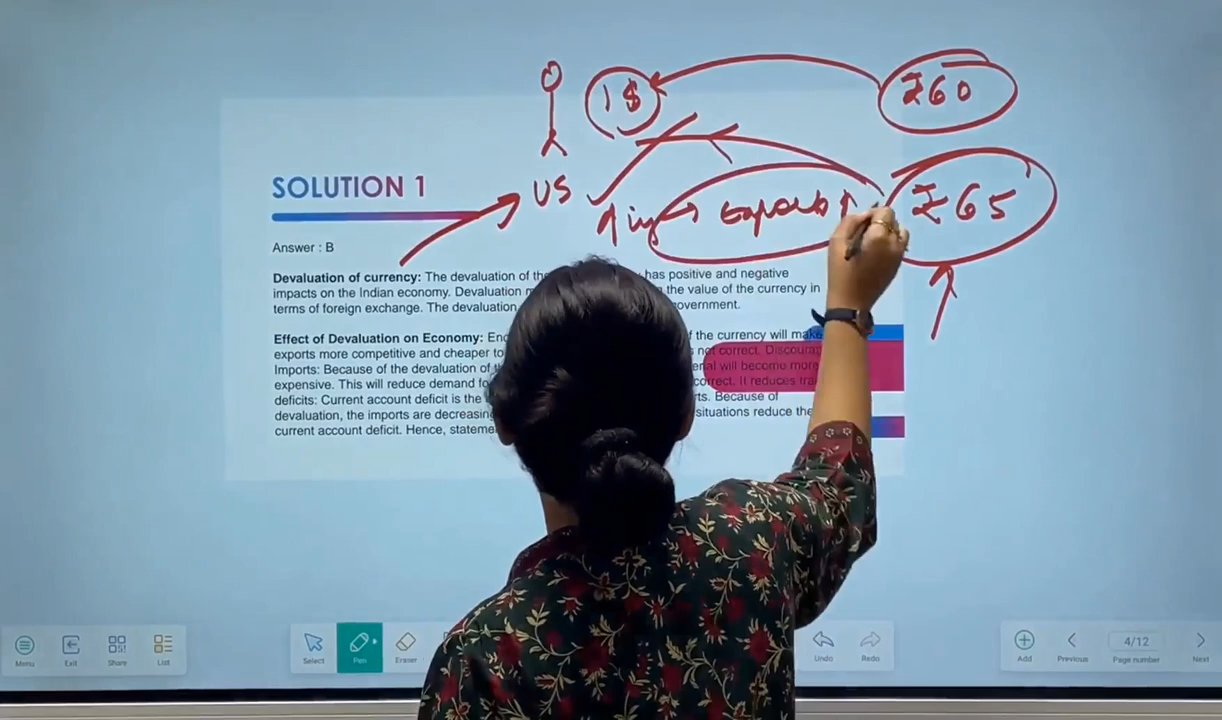 1 $ ₹60
US exports ₹65
SOLUTION 1
Answer : B
Devaluation of currency: The devaluation of the has positive and negative
impacts on the Indian economy. Devaluation the value of the currency in
terms of foreign exchange. The devaluation government.
Effect of Devaluation on Economy: of the currency will make
exports more competitive and cheaper to not correct.
Imports: Because of the devaluation of will become more
expensive. This will reduce demand correct. It reduces
deficits: Current account deficit is the Because of
devaluation, the imports are decreasing situations reduce the
current account deficit. Hence,
Menu Exit Share List Select Pen Eraser Undo Redo Add Previous 4/12 Page number Next